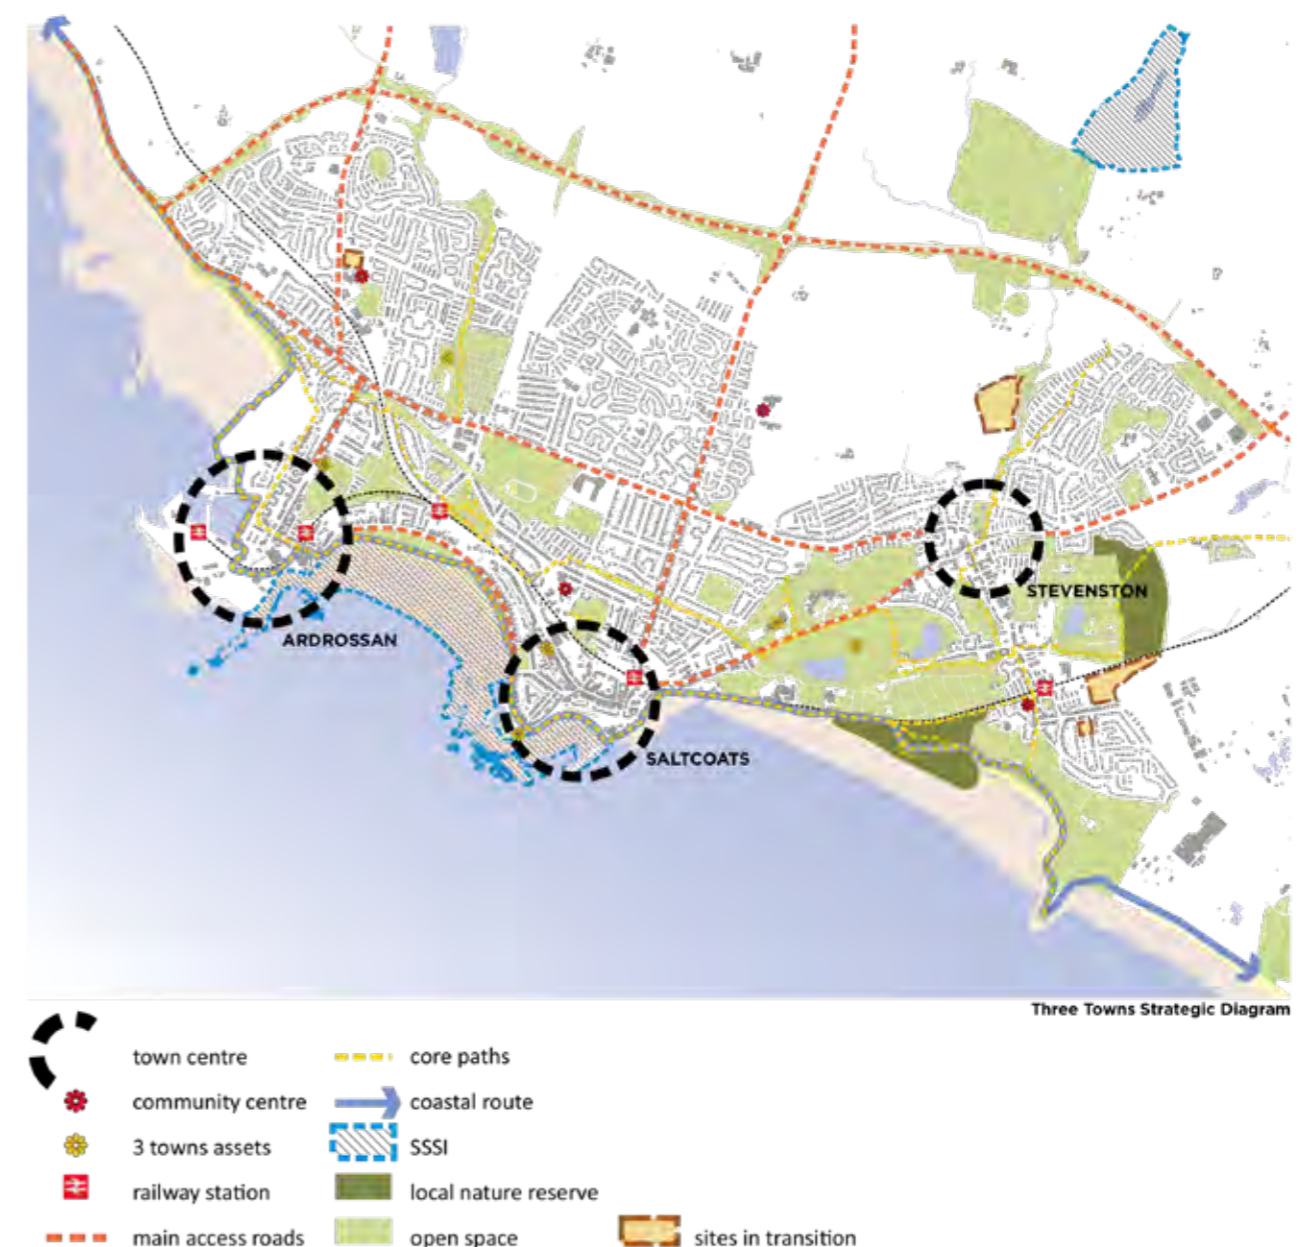 ARDROSSAN
STEVENSTON
SALTCOATS
Three Towns Strategic Diagram
town centre
core paths
community centre
coastal route
3 towns assets
SSSI
railway station
local nature reserve
main access roads
open space
sites in transition